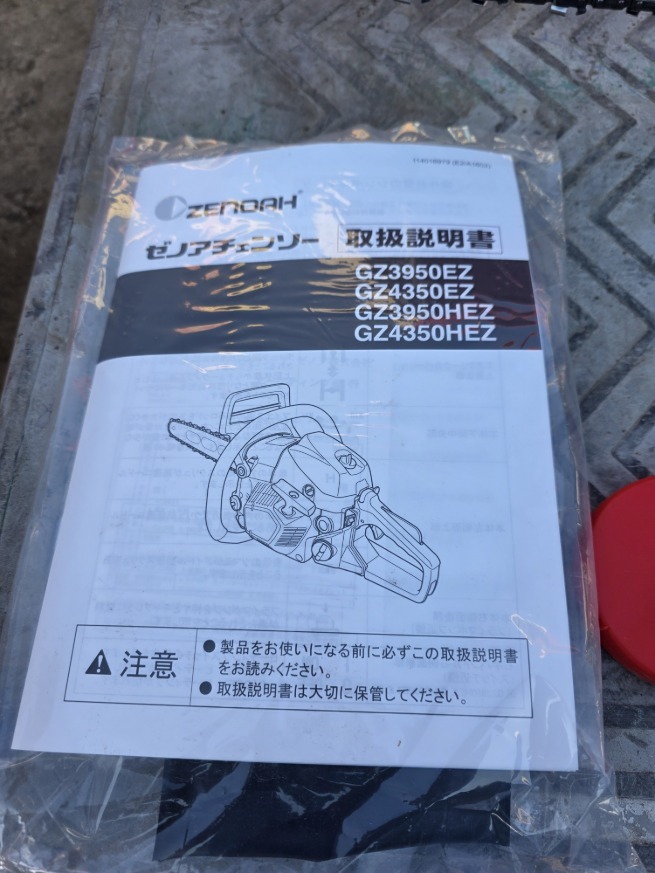 ZENOAH
ゼノアチェンソー 取扱説明書
GZ3950EZ
GZ4350EZ
GZ3950HEZ
GZ4350HEZ
注意
● 製品をお使いになる前に必ずこの取扱説明書
をお読みください。
● 取扱説明書は大切に保管してください。